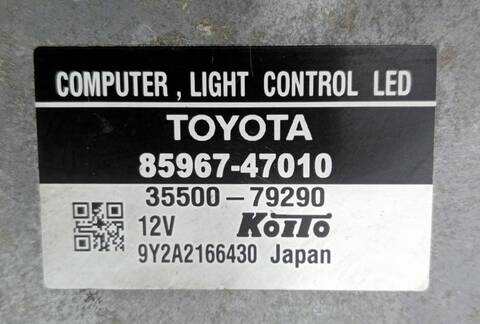 COMPUTER , LIGHT CONTROL LED
TOYOTA
85967-47010
35500-79290
12V KOITO
9Y2A2166430 Japan